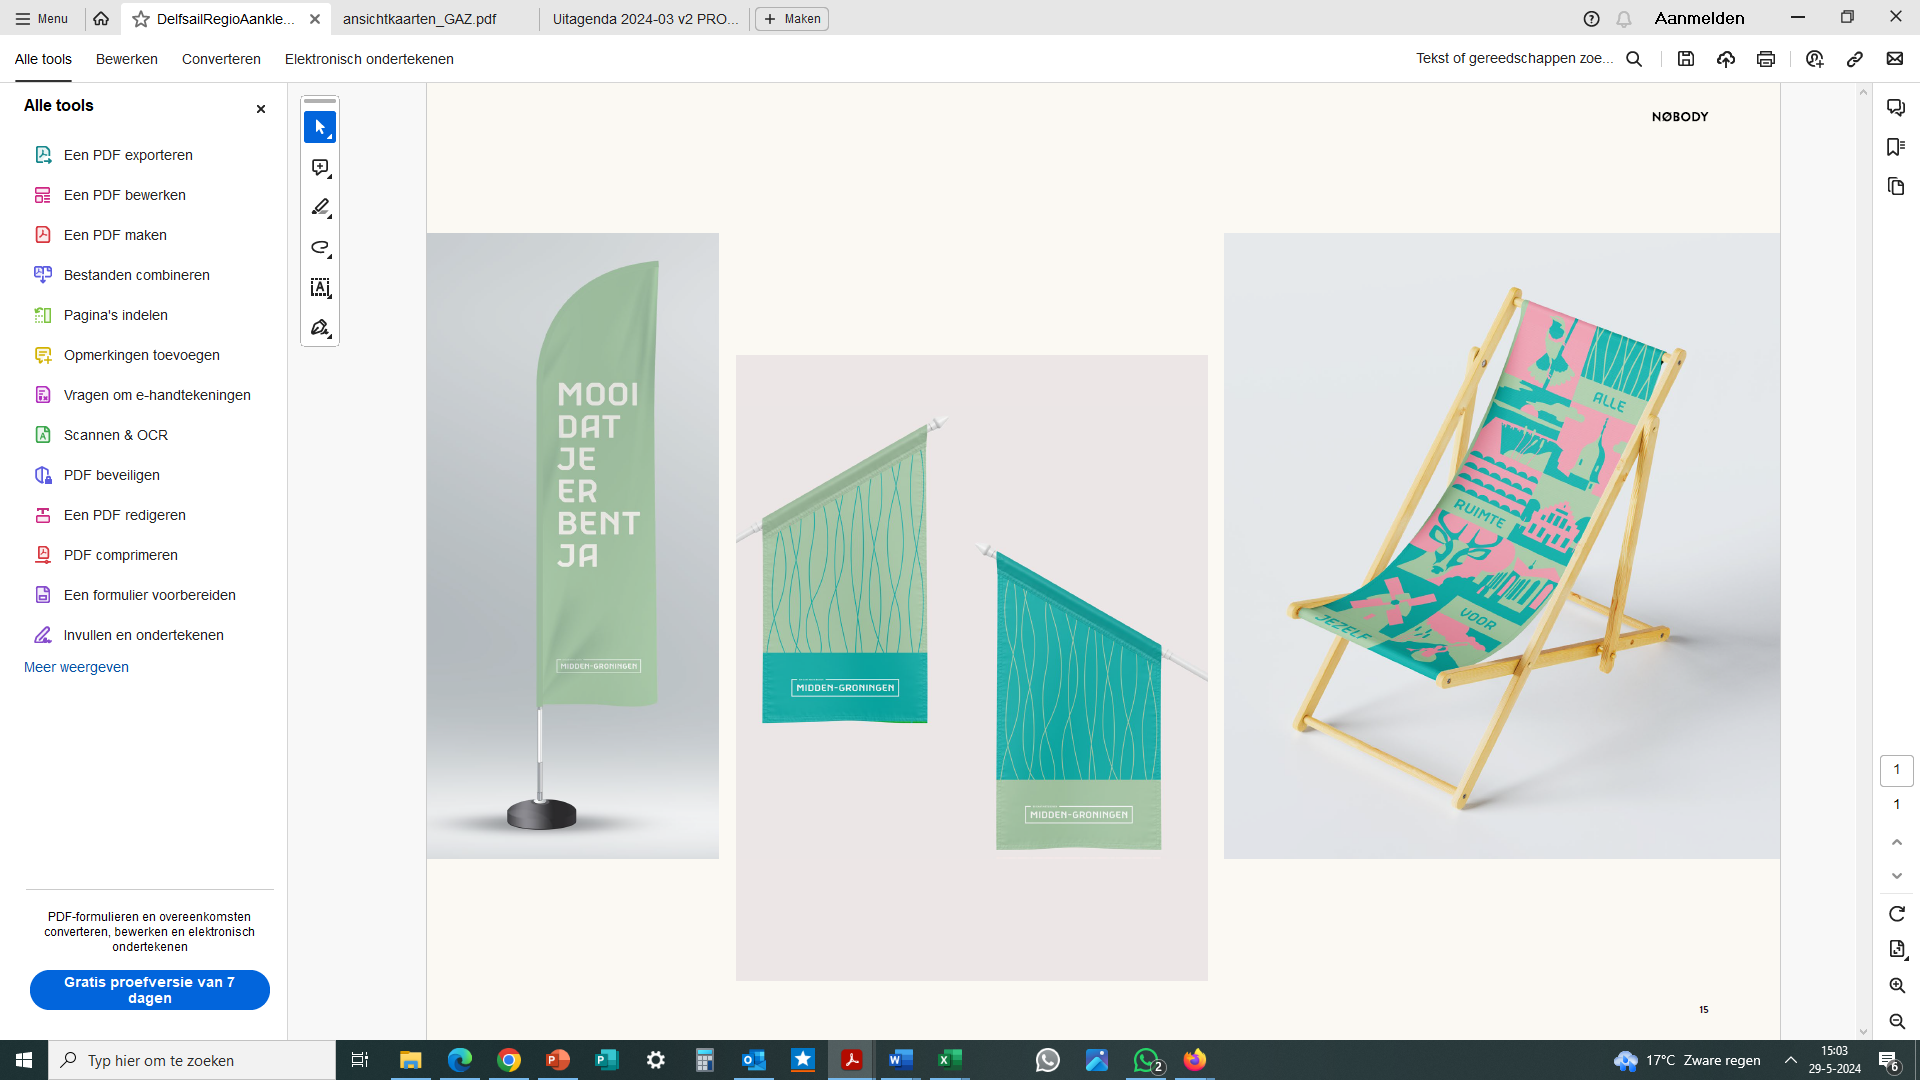 Menu
DelfsailRegioAankle...
ansichtkaarten_GAZ.pdf
Uitagenda 2024-03 v2 PRO...
Maken
Aanmelden
Alle tools
Bewerken
Converteren
Elektronisch ondertekenen
Tekst of gereedschappen zoe...
Alle tools
Een PDF exporteren
Een PDF bewerken
Een PDF maken
Bestanden combineren
Pagina's indelen
Opmerkingen toevoegen
Vragen om e-handtekeningen
Scannen & OCR
PDF beveiligen
Een PDF redigeren
PDF comprimeren
Een formulier voorbereiden
Invullen en ondertekenen
Meer weergeven
PDF-formulieren en overeenkomsten
converteren, bewerken en elektronisch
ondertekenen
Gratis proefversie van 7
dagen
NØBODY
MOOI
DAT
JE
ER
BENT
JA
MIDDEN-GRONINGEN
MIDDEN-GRONINGEN
MIDDEN-GRONINGEN
ALLE
RUIMTE
VOOR
JEZELF
15
1
1
Typ hier om te zoeken
2
17°C Zware regen
15:03
29-5-2024
6